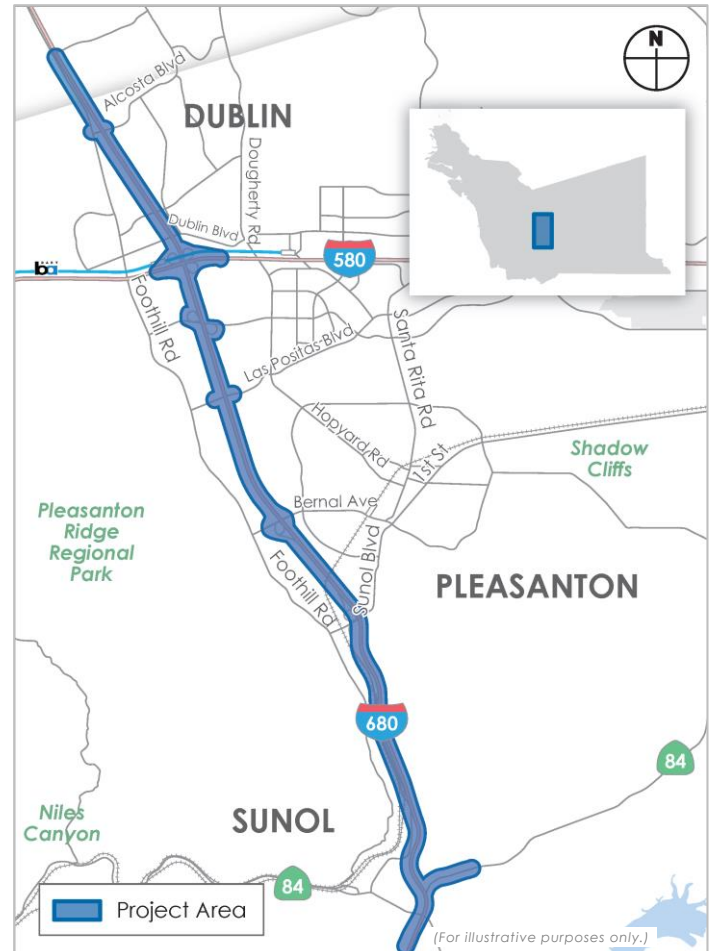 N
Alcosta Blvd
DUBLIN
Dougherty Rd
Dublin Blvd
580
ba
Foothill Rd
Las Positas Blvd
Santa Rita Rd
Hopyard Rd
1st St
Shadow
Cliffs
Pleasanton
Ridge
Regional
Park
Bernal Ave
Foothill Rd
Sunol Blvd
PLEASANTON
680
84
Niles
Canyon
SUNOL
84
Project Area
(For illustrative purposes only.)